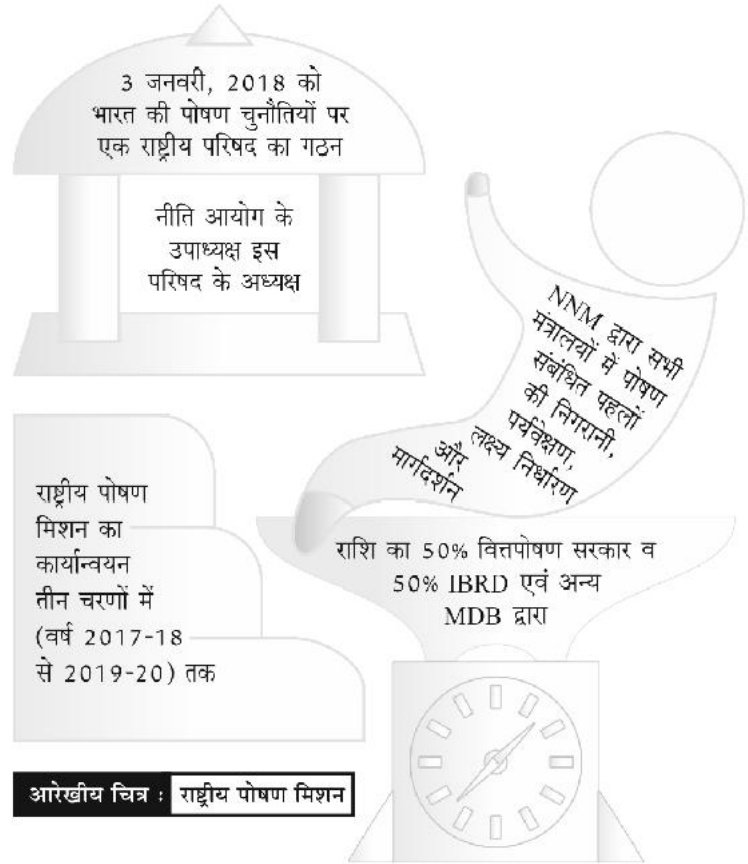 3 जनवरी, 2018 को
भारत की पोषण चुनौतियों पर
एक राष्ट्रीय परिषद का गठन
नीति आयोग के
उपाध्यक्ष इस
परिषद के अध्यक्ष
NNM द्वारा सभी
मंत्रालयों में पोषण
संबंधित पहलों
की निगरानी,
पर्यवेक्षण,
लक्ष्य निर्धारण
और
मार्गदर्शन
राष्ट्रीय पोषण
मिशन का
कार्यान्वयन
तीन चरणों में
(वर्ष 2017-18
से 2019-20) तक
राशि का 50% वित्तपोषण सरकार व
50% IBRD एवं अन्य
MDB द्वारा
आरेखीय चित्र : राष्ट्रीय पोषण मिशन